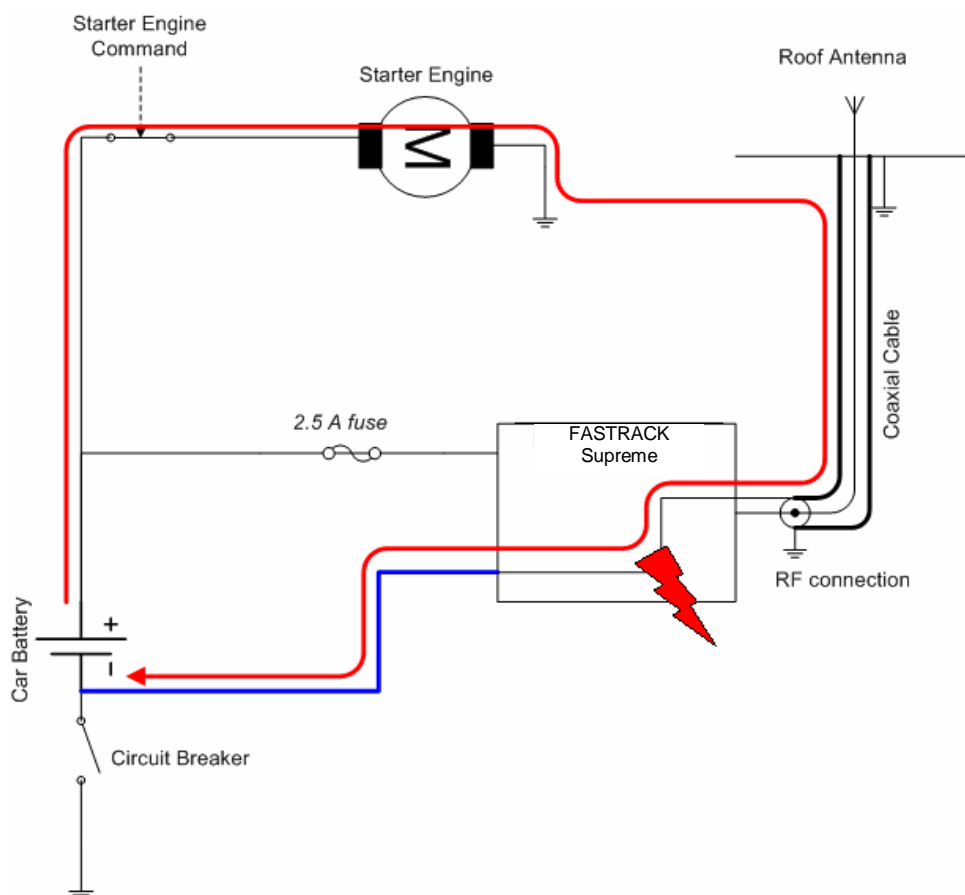 Starter Engine
Command
Starter Engine
Roof Antenna
M
Coaxial Cable
2.5 A fuse
FASTRACK
Supreme
RF connection
Car Battery
+
-
Circuit Breaker